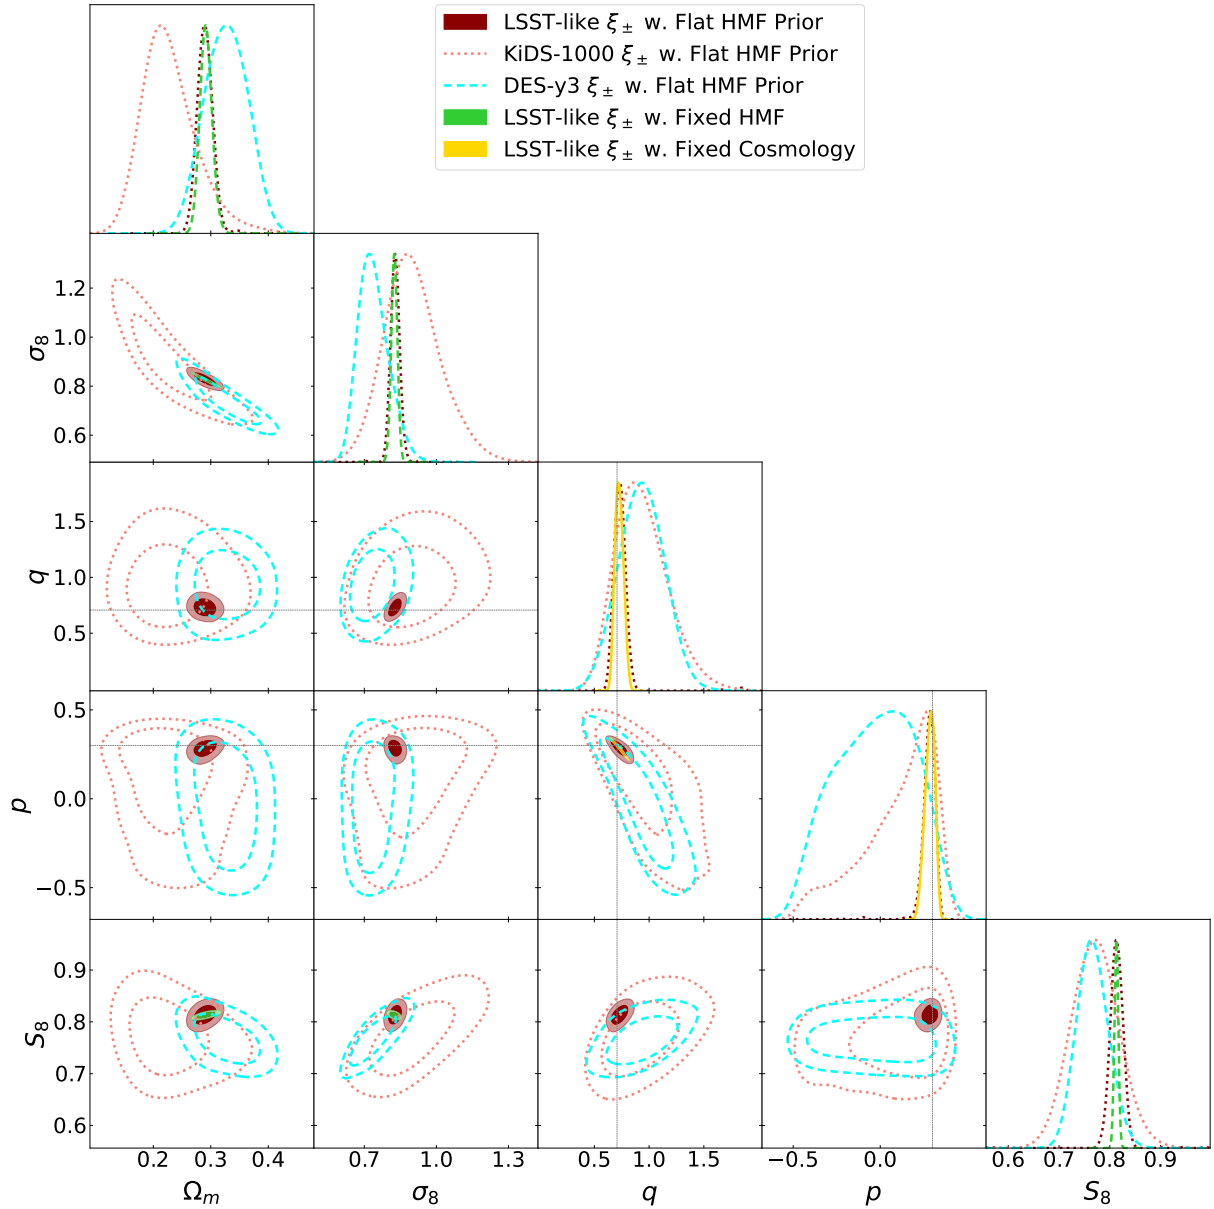 LSST-like ξ± w. Flat HMF Prior
KiDS-1000 ξ± w. Flat HMF Prior
DES-y3 ξ± w. Flat HMF Prior
LSST-like ξ± w. Fixed HMF
LSST-like ξ± w. Fixed Cosmology
σ8
1.2
1.0
0.8
0.6
q
1.5
1.0
0.5
p
0.5
0.0
−0.5
S8
0.9
0.8
0.7
0.6
0.2 0.3 0.4
0.7 1.0 1.3
0.5 1.0 1.5
−0.5 0.0
0.6 0.7 0.8 0.9
Ωm
σ8
q
p
S8